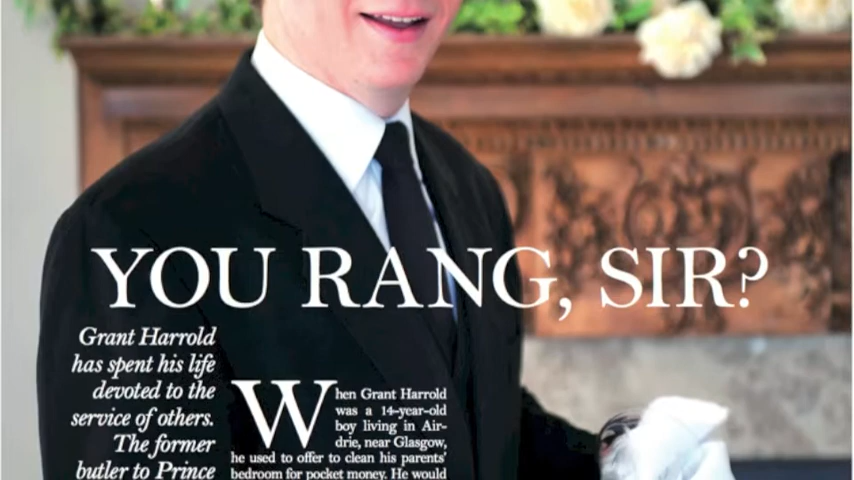 YOU RANG, SIR?
Grant Harrold
has spent his life
devoted to the
service of others.
The former
butler to Prince
When Grant Harrold
was a 14-year-old
boy living in Air-
drie, near Glasgow,
he used to offer to clean his parents'
bedroom for pocket money. He would